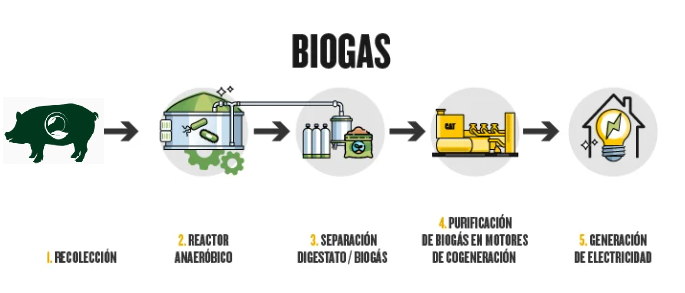 BIOGAS
CAT
1. RECOLECCIÓN
2. REACTOR
ANAERÓBICO
3. SEPARACIÓN
DIGESTATO / BIOGÁS
4. PURIFICACIÓN
DE BIOGÁS EN MOTORES
DE COGENERACIÓN
5. GENERACIÓN
DE ELECTRICIDAD